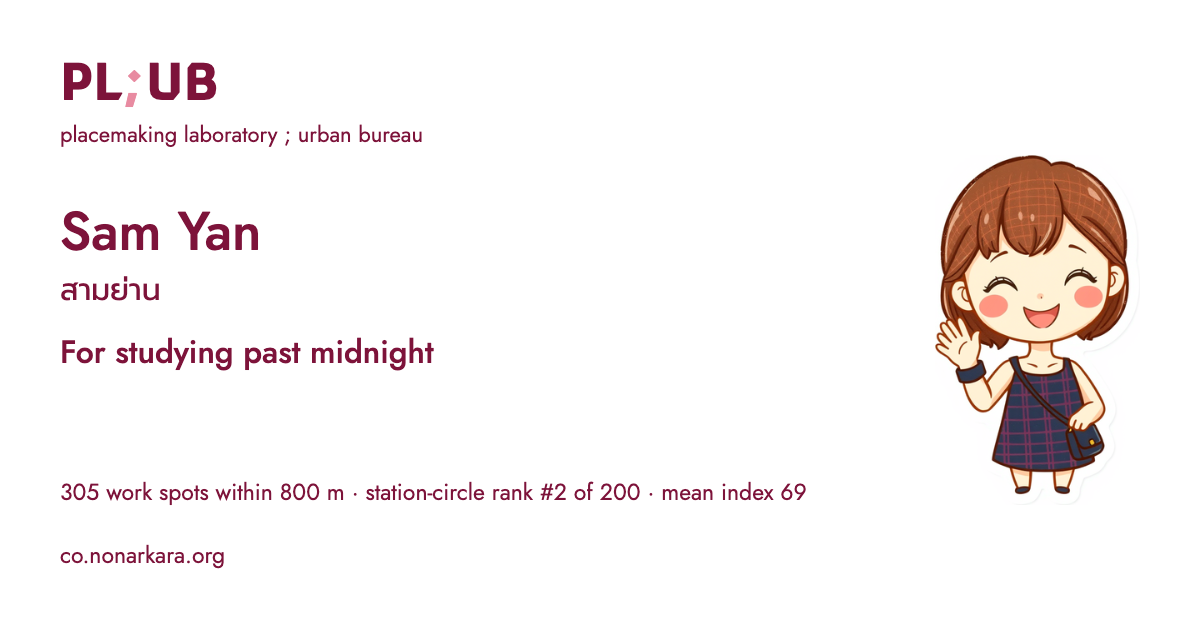 PL;UB
placemaking laboratory ; urban bureau
Sam Yan
สามย่าน
For studying past midnight
305 work spots within 800 m · station-circle rank #2 of 200 · mean index 69
co.nonarkara.org